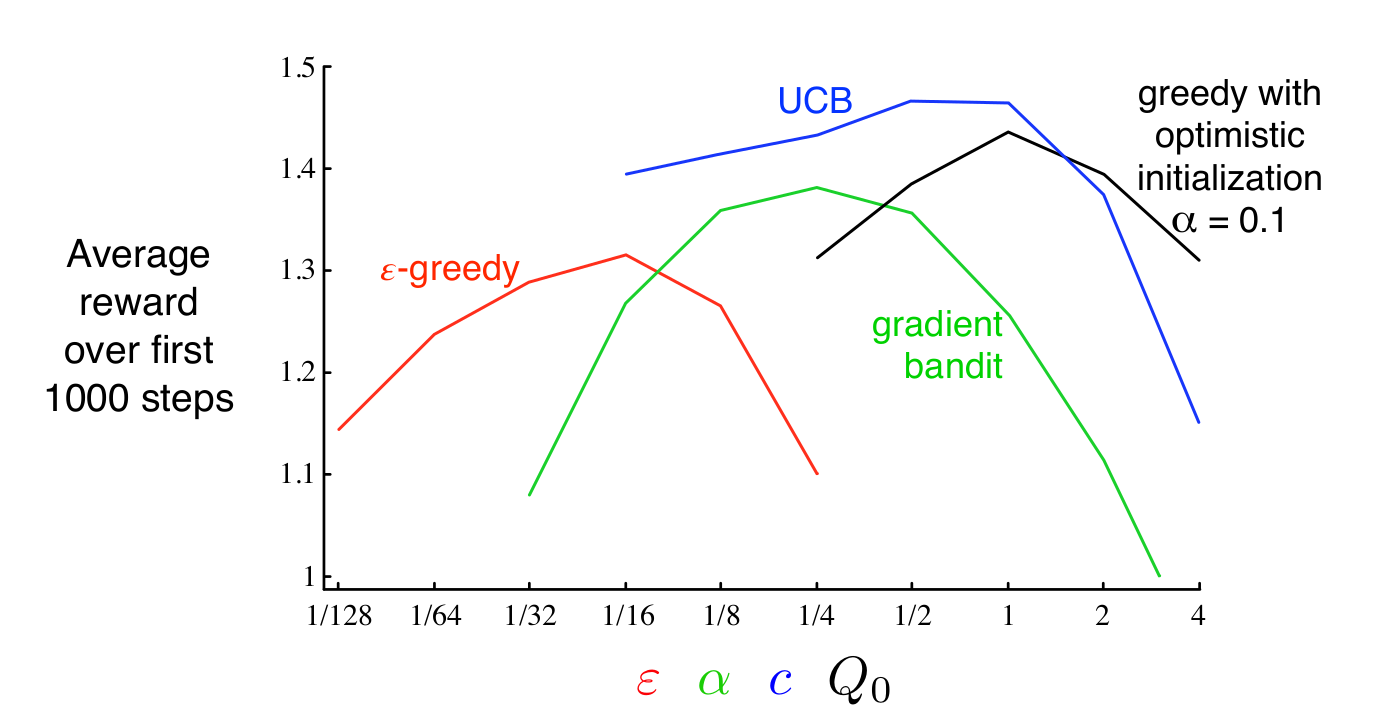 Average
reward
over first
1000 steps
1.5
1.4
1.3
1.2
1.1
1
ε-greedy
UCB
gradient
bandit
greedy with
optimistic
initialization
α = 0.1
1/128 1/64 1/32 1/16 1/8 1/4 1/2 1 2 4
ε α c Q₀